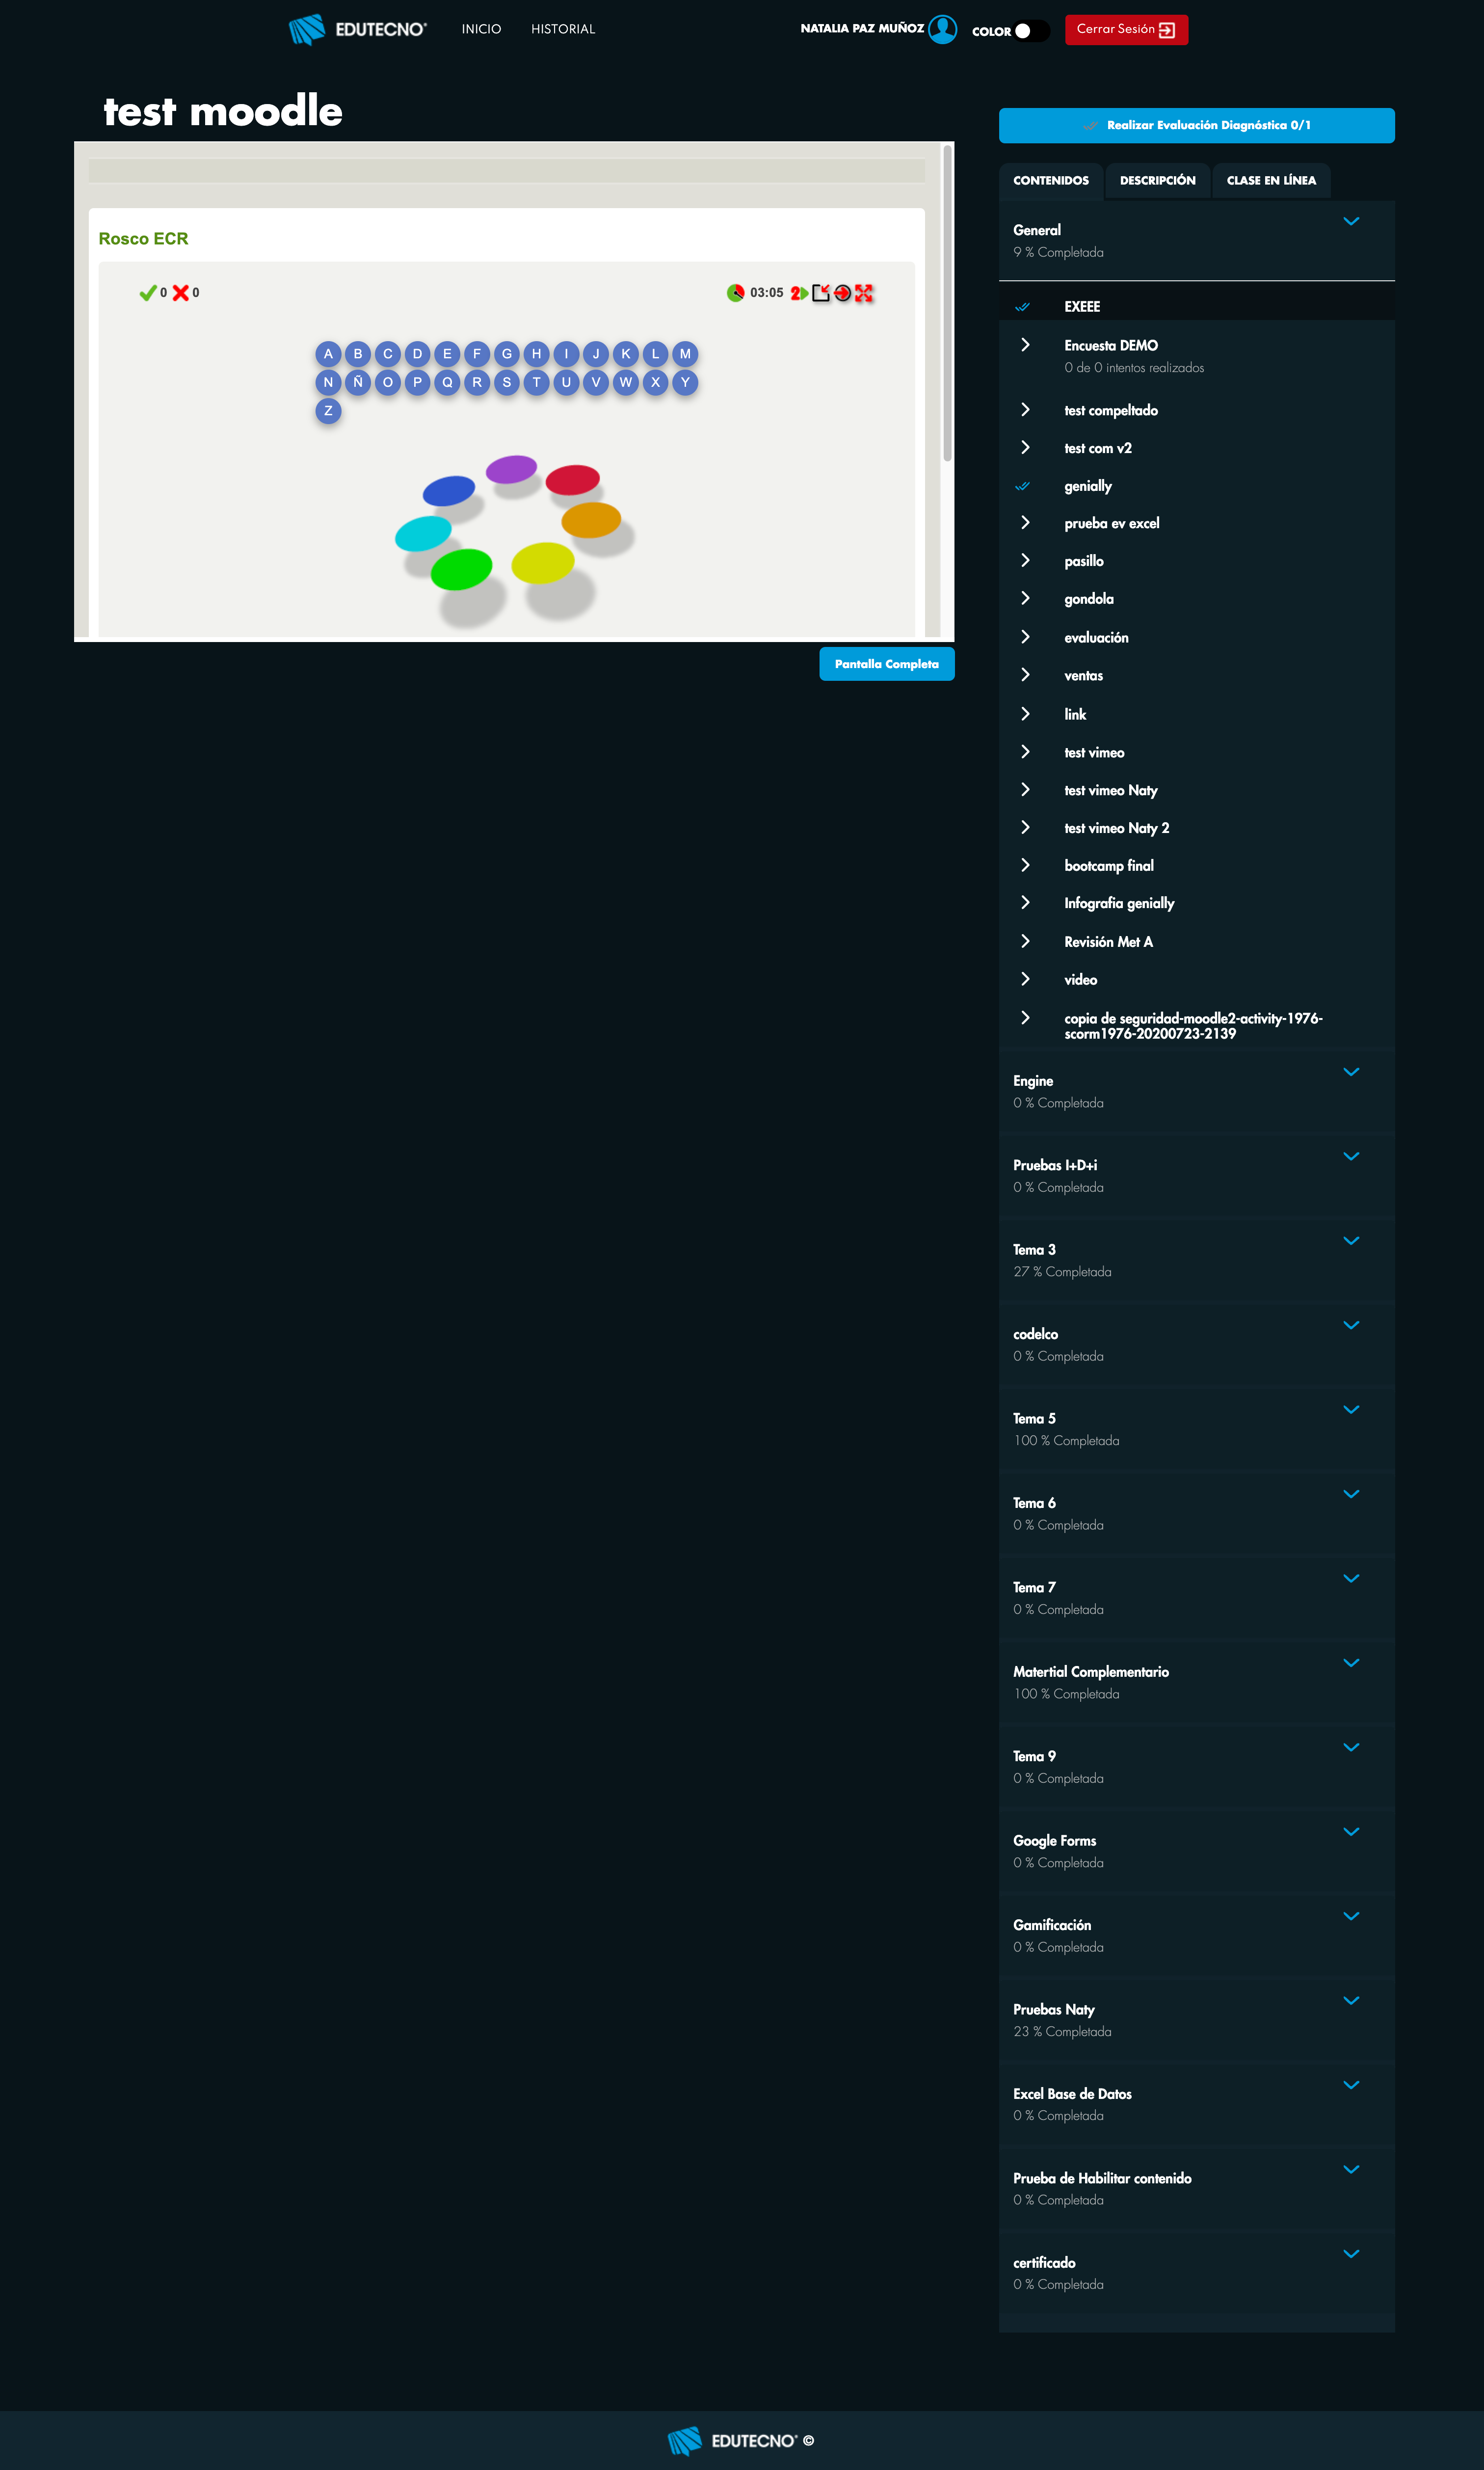 EDUTECNO®
INICIO
HISTORIAL
NATALIA PAZ MUÑOZ
COLOR
Cerrar Sesión
test moodle
Rosco ECR
0
0
03:05
2
A B C D E F G H I J K L M
N Ñ O P Q R S T U V W X Y
Z
Pantalla Completa
Realizar Evaluación Diagnóstica 0/1
CONTENIDOS
DESCRIPCIÓN
CLASE EN LÍNEA
General
9 % Completada
EXEEE
Encuesta DEMO
0 de 0 intentos realizados
test compeltado
test com v2
genially
prueba ev excel
pasillo
gondola
evaluación
ventas
link
test vimeo
test vimeo Naty
test vimeo Naty 2
bootcamp final
Infografia genially
Revisión Met A
video
copia de seguridad-moodle2-activity-1976-
scorm1976-20200723-2139
Engine
0 % Completada
Pruebas I+D+i
0 % Completada
Tema 3
27 % Completada
codelco
0 % Completada
Tema 5
100 % Completada
Tema 6
0 % Completada
Tema 7
0 % Completada
Matertial Complementario
100 % Completada
Tema 9
0 % Completada
Google Forms
0 % Completada
Gamificación
0 % Completada
Pruebas Naty
23 % Completada
Excel Base de Datos
0 % Completada
Prueba de Habilitar contenido
0 % Completada
certificado
0 % Completada
EDUTECNO® ©